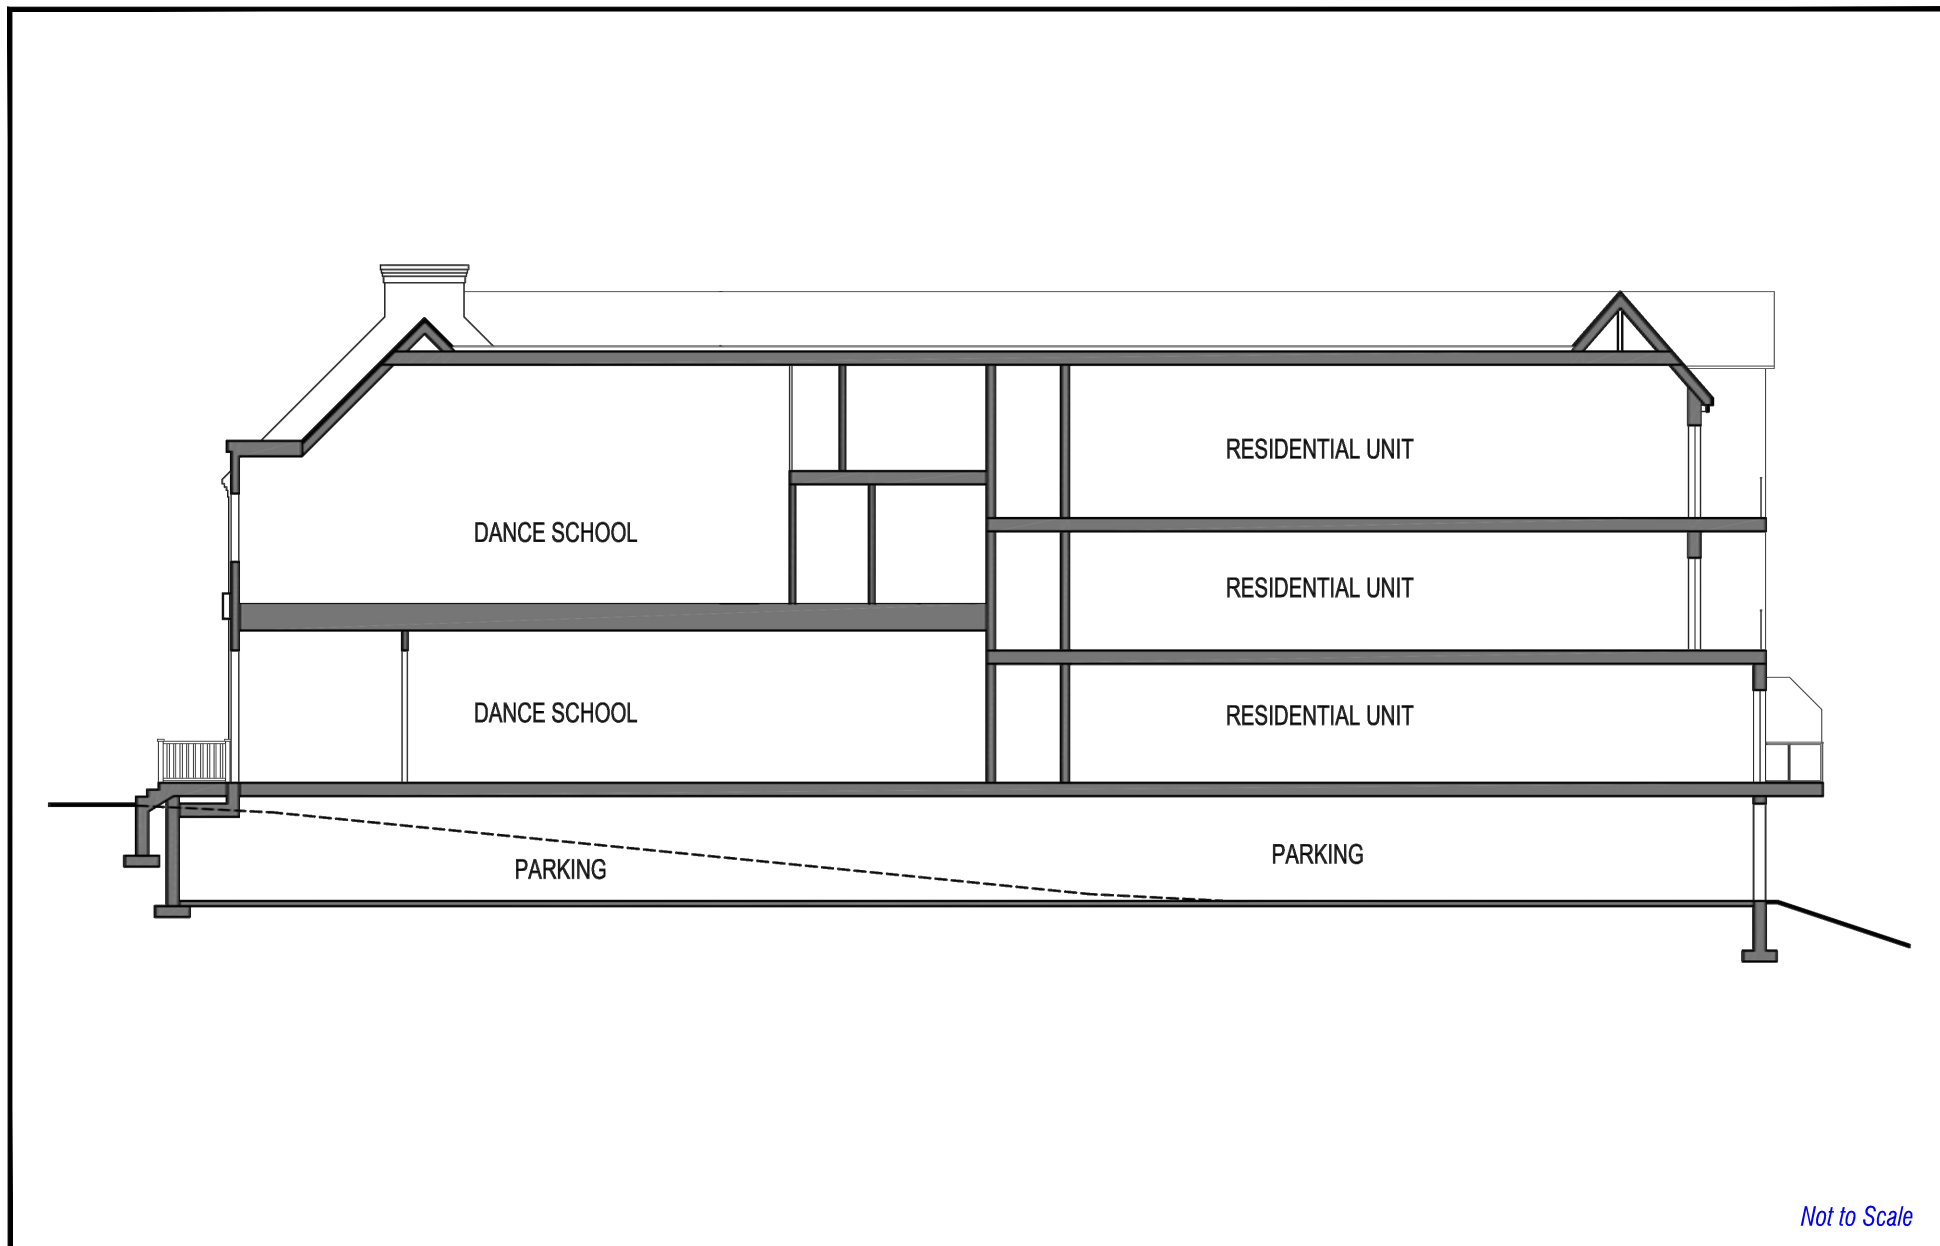 RESIDENTIAL UNIT
DANCE SCHOOL
RESIDENTIAL UNIT
DANCE SCHOOL
RESIDENTIAL UNIT
PARKING
PARKING
Not to Scale